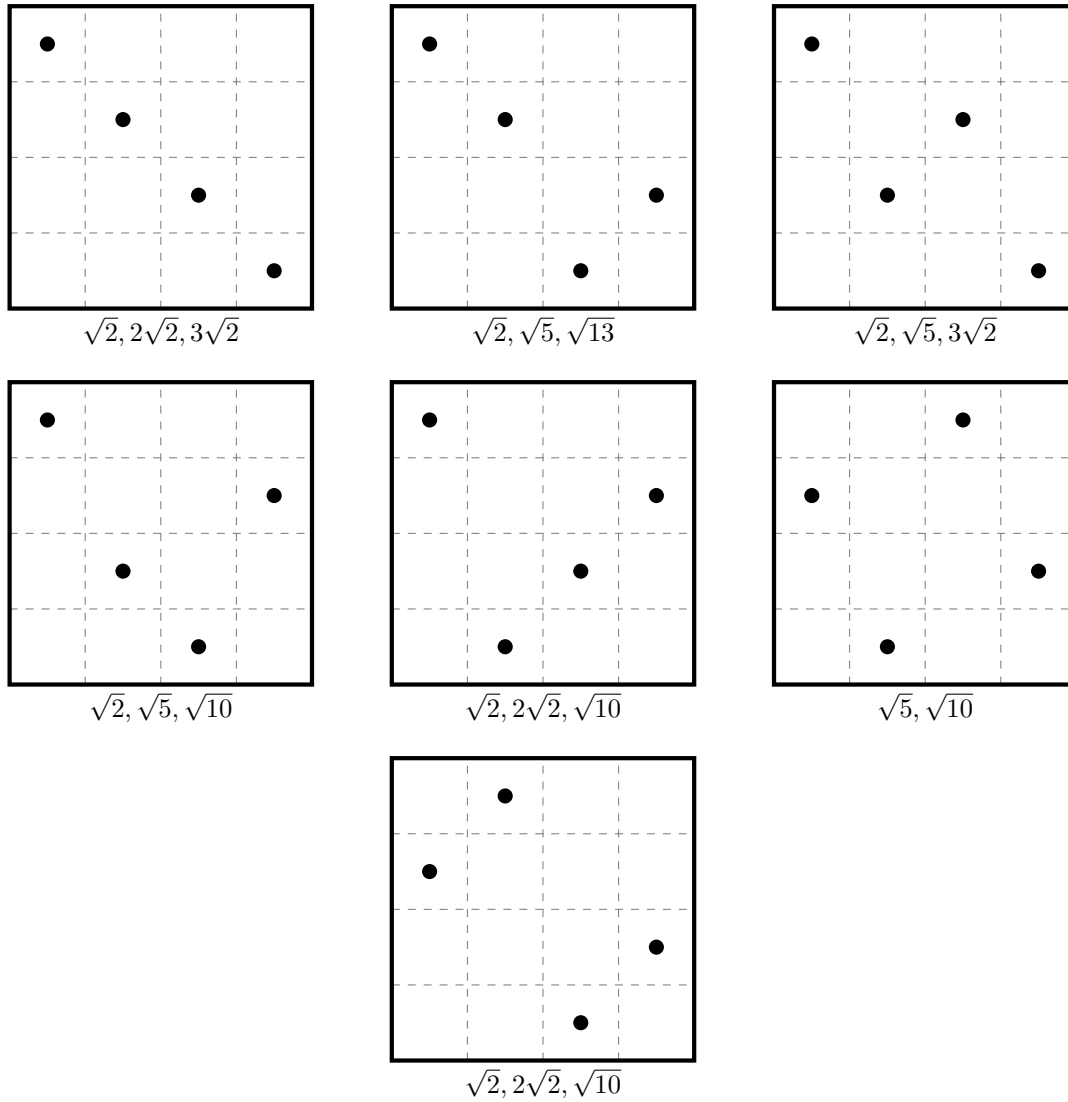 √2, 2√2, 3√2
√2, √5, √13
√2, √5, 3√2
√2, √5, √10
√2, 2√2, √10
√5, √10
√2, 2√2, √10